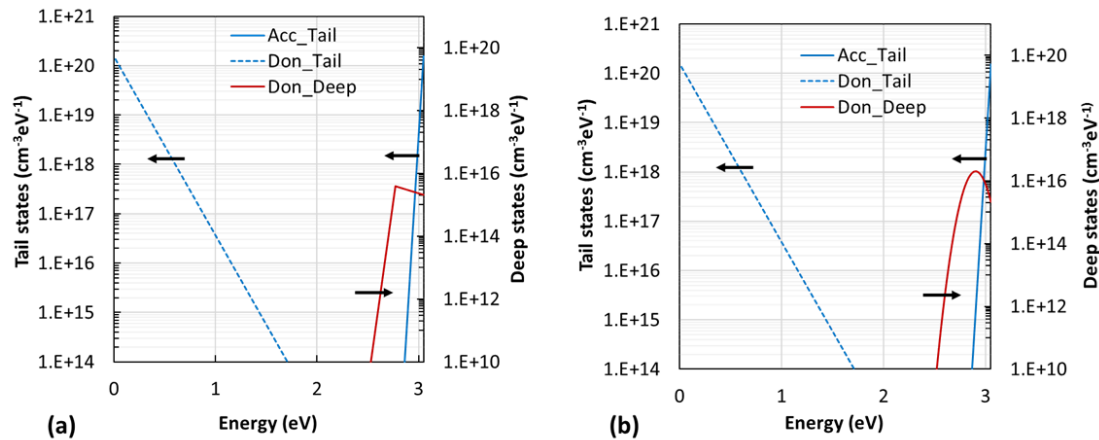 1.E+21
1.E+20
1.E+19
1.E+18
1.E+17
1.E+16
1.E+15
1.E+14
Tail states (cm-3eV-1)
Acc_Tail
Don_Tail
Don_Deep
1.E+20
1.E+18
1.E+16
1.E+14
1.E+12
1.E+10
Deep states (cm-3eV-1)
0 1 2 3
(a) Energy (eV)
1.E+21
1.E+20
1.E+19
1.E+18
1.E+17
1.E+16
1.E+15
1.E+14
Tail states (cm-3eV-1)
Acc_Tail
Don_Tail
Don_Deep
1.E+20
1.E+18
1.E+16
1.E+14
1.E+12
1.E+10
Deep states (cm-3eV-1)
0 1 2 3
(b) Energy (eV)